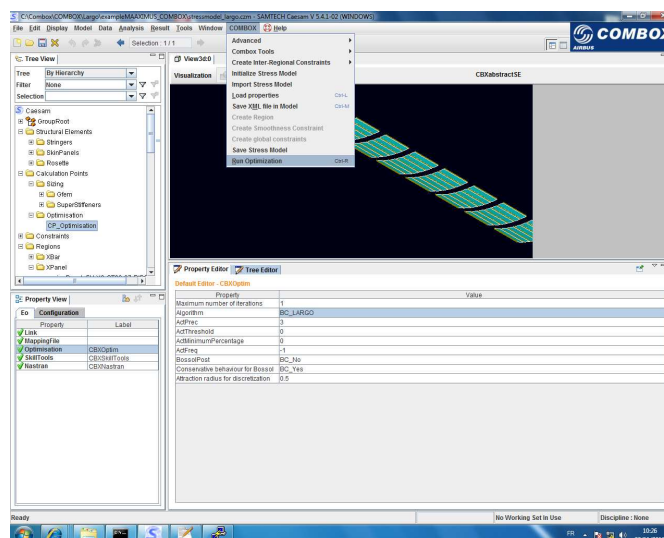 C:\Combox\COMBOX\Largo\exampleMAAXIMUS_COMBOX\stressmodel_largo.czm - SAMTECH Caesam V 5.4.1-02 (WINDOWS)
File Edit Display Model Data Analysis Result Tools Window COMBOX Help
Selection : 1 / 1
AIRBUS
COMBOX
Tree View
Tree By Hierarchy
Filter None
Selection
Caesam
GroupRoot
Structural Elements
Stringers
SkinPanels
Rosette
Calculation Points
Sizing
Gfem
SuperStiffeners
Optimisation
CP_Optimisation
Constraints
Regions
XBar
XPanel
View3d:0
Visualization
CBXabstractSE
Advanced
Combox Tools
Create Inter-Regional Constraints
Initialize Stress Model
Import Stress Model
Load properties Ctrl-L
Save XML file in Model Ctrl-M
Create Region
Create Smoothness Constraint
Create global constraints
Save Stress Model
Run Optimization Ctrl-R
Property View
Eo Configuration
Property Label
Link
MappingFile
Optimisation CBXOptim
SkillTools CBXSkillTools
Nastran CBXNastran
Property Editor Tree Editor
Default Editor - CBXOptim
Property Value
Maximum number of iterations 1
Algorithm BC_LARGO
ActPrec 3
ActThreshold 0
ActMinimumPercentage 0
ActFreq -1
BossolPost BC_No
Conservative behaviour for Bossol BC_Yes
Attraction radius for discretization 0.5
Ready
No Working Set In Use
Discipline : None
FR
10:26